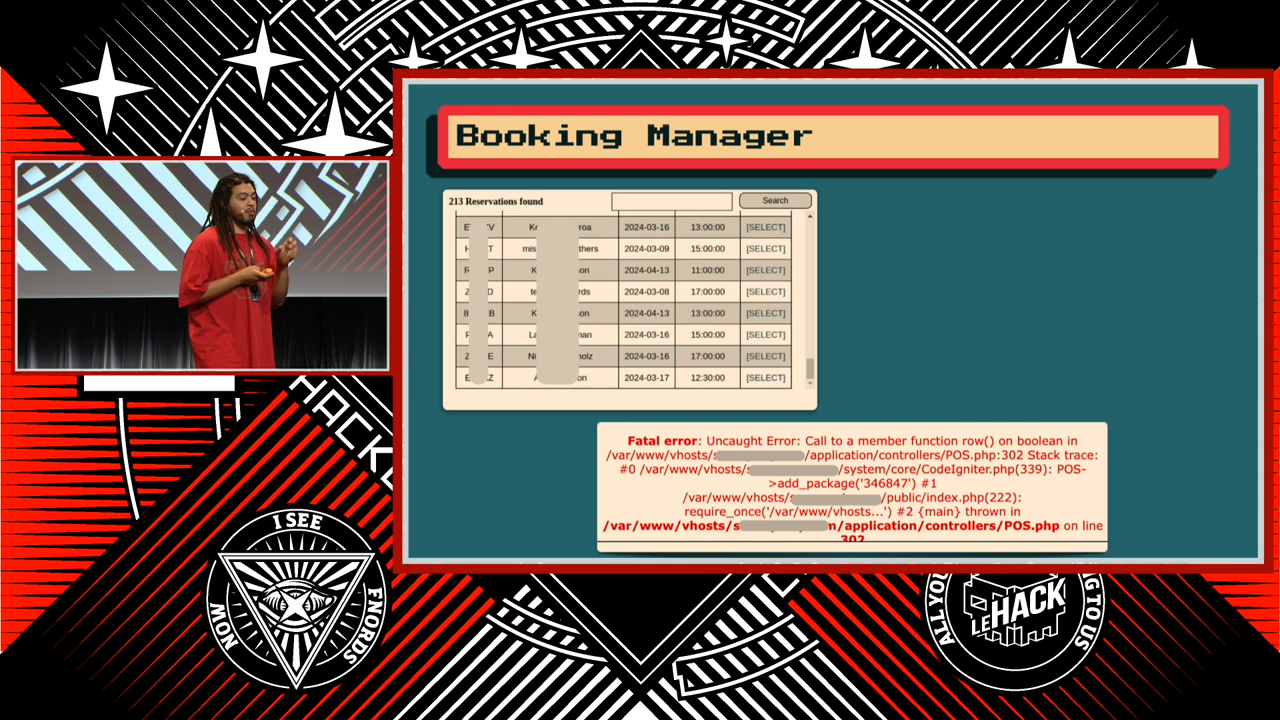 Booking Manager
213 Reservations found
Search
2024-03-16 13:00:00 [SELECT]
2024-03-09 15:00:00 [SELECT]
2024-04-13 11:00:00 [SELECT]
2024-03-08 17:00:00 [SELECT]
2024-04-13 13:00:00 [SELECT]
2024-03-16 15:00:00 [SELECT]
2024-03-16 17:00:00 [SELECT]
2024-03-17 12:30:00 [SELECT]
Fatal error: Uncaught Error: Call to a member function row() on boolean in
/var/www/vhosts/s /application/controllers/POS.php:302 Stack trace:
#0 /var/www/vhosts/s /system/core/CodeIgniter.php(339): POS-
>add_package('346847') #1
/var/www/vhosts/s /public/index.php(222):
require_once('/var/www/vhosts...') #2 {main} thrown in
/var/www/vhosts/s m/application/controllers/POS.php on line
302
I SEE
FNORDS
NOW
LEHACK
ALL YOU
G TO US